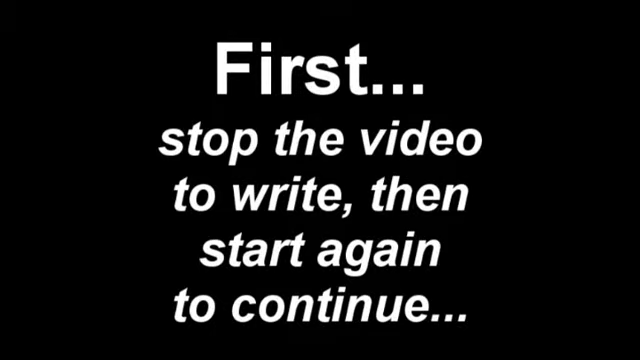 First...
stop the video
to write, then
start again
to continue...